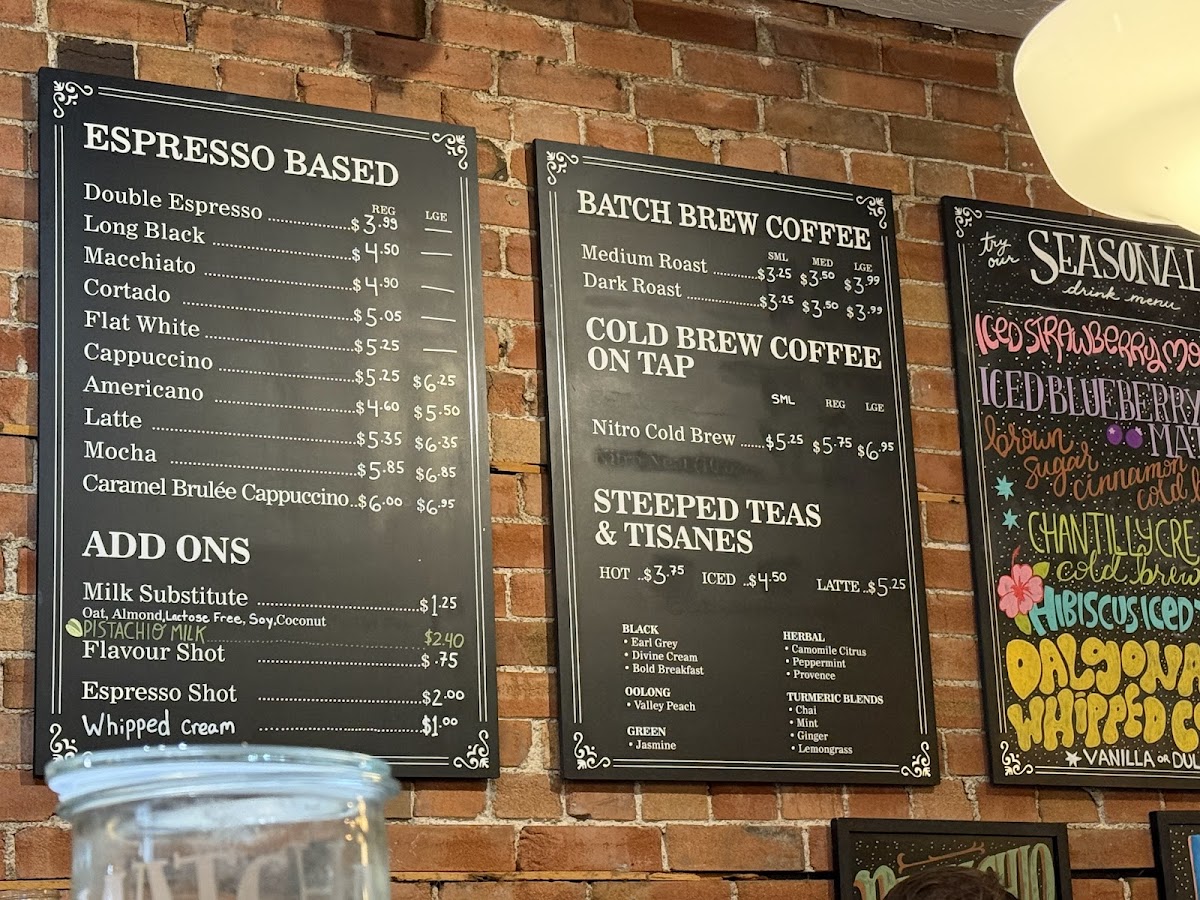 ESPRESSO BASED
REG LGE
Double Espresso $3.99 —
Long Black $4.50 —
Macchiato $4.90 —
Cortado $5.05 —
Flat White $5.25 —
Cappuccino $5.25 $6.25
Americano $4.60 $5.50
Latte $5.35 $6.35
Mocha $5.85 $6.85
Caramel Brulée Cappuccino..$6.00 $6.95
ADD ONS
Milk Substitute $1.25
Oat, Almond, Lactose Free, Soy, Coconut
PISTACHIO MILK $2.40
Flavour Shot $.75
Espresso Shot $2.00
Whipped Cream $1.00
BATCH BREW COFFEE
SML MED LGE
Medium Roast $3.25 $3.50 $3.99
Dark Roast $3.25 $3.50 $3.99
COLD BREW COFFEE
ON TAP
SML REG LGE
Nitro Cold Brew $5.25 $5.75 $6.95
STEEPED TEAS
& TISANES
HOT ..$3.75 ICED ..$4.50 LATTE ..$5.25
BLACK
• Earl Grey
• Divine Cream
• Bold Breakfast
OOLONG
• Valley Peach
GREEN
• Jasmine
HERBAL
• Camomile Citrus
• Peppermint
• Provence
TURMERIC BLENDS
• Chai
• Mint
• Ginger
• Lemongrass
try our
SEASONAL
drink menu
ICED STRAWBERRY
ICED BLUEBERRY
brown
sugar
cinnamon
cold
CHANTILLY CRE
cold brew
HIBISCUS ICED
DALGONA
WHIPPED C
VANILLA OR DUL